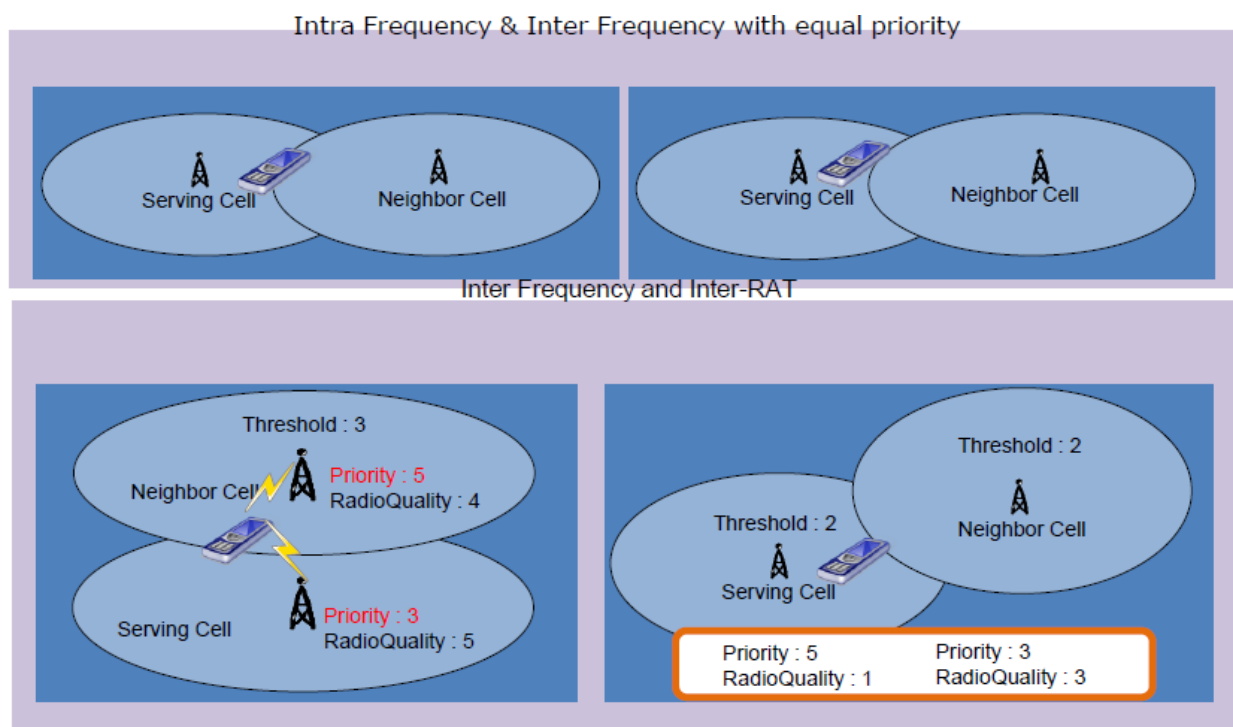 Intra Frequency & Inter Frequency with equal priority
Serving Cell
Neighbor Cell
Serving Cell
Neighbor Cell
Inter Frequency and Inter-RAT
Threshold : 3
Priority : 5
Neighbor Cell
RadioQuality : 4
Priority : 3
Serving Cell
RadioQuality : 5
Threshold : 2
Neighbor Cell
Threshold : 2
Serving Cell
Priority : 5
RadioQuality : 1
Priority : 3
RadioQuality : 3